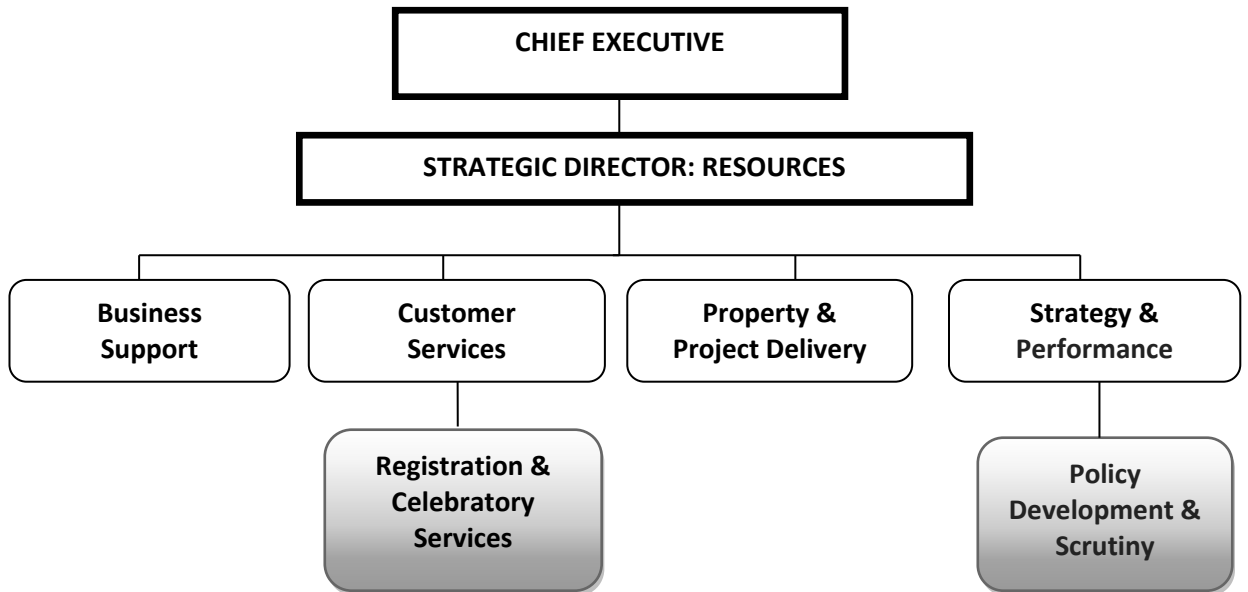 CHIEF EXECUTIVE
STRATEGIC DIRECTOR: RESOURCES
Business
Support
Customer
Services
Property &
Project Delivery
Strategy &
Performance
Registration &
Celebratory
Services
Policy
Development &
Scrutiny